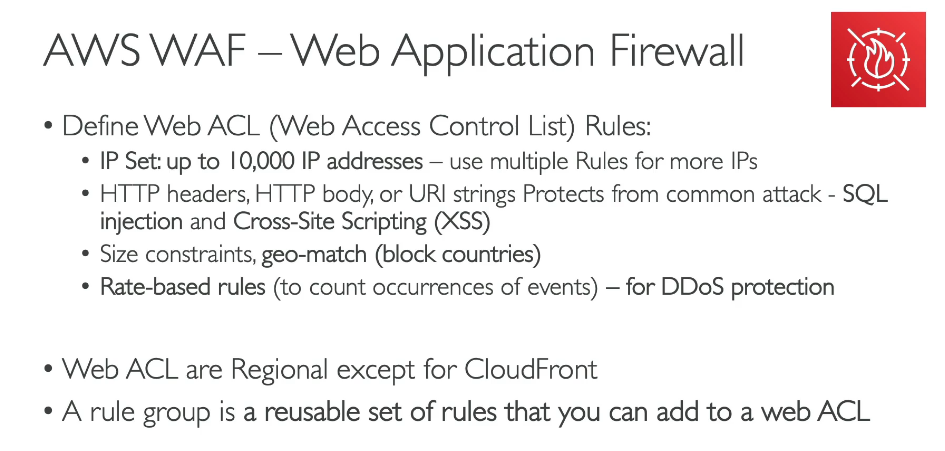 AWS WAF – Web Application Firewall
• Define Web ACL (Web Access Control List) Rules:
• IP Set: up to 10,000 IP addresses – use multiple Rules for more IPs
• HTTP headers, HTTP body, or URI strings Protects from common attack - SQL
injection and Cross-Site Scripting (XSS)
• Size constraints, geo-match (block countries)
• Rate-based rules (to count occurrences of events) – for DDoS protection
• Web ACL are Regional except for CloudFront
• A rule group is a reusable set of rules that you can add to a web ACL